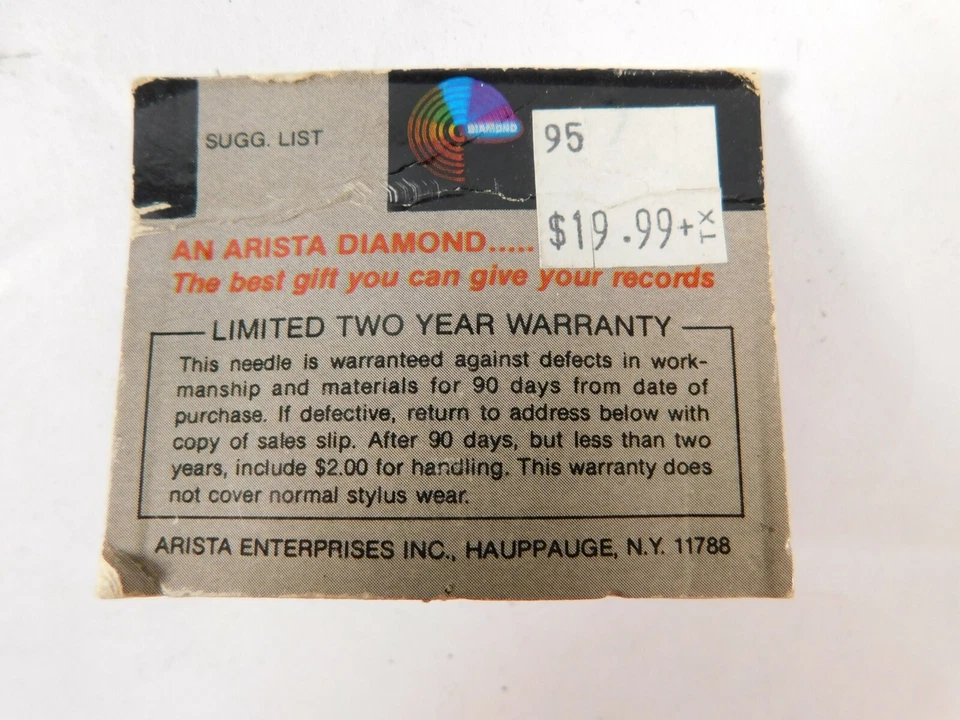 SUGG. LIST
DIAMOND
95
$19.99+TX
AN ARISTA DIAMOND.....
The best gift you can give your records
LIMITED TWO YEAR WARRANTY
This needle is warranteed against defects in work-
manship and materials for 90 days from date of
purchase. If defective, return to address below with
copy of sales slip. After 90 days, but less than two
years, include $2.00 for handling. This warranty does
not cover normal stylus wear.
ARISTA ENTERPRISES INC., HAUPPAUGE, N.Y. 11788